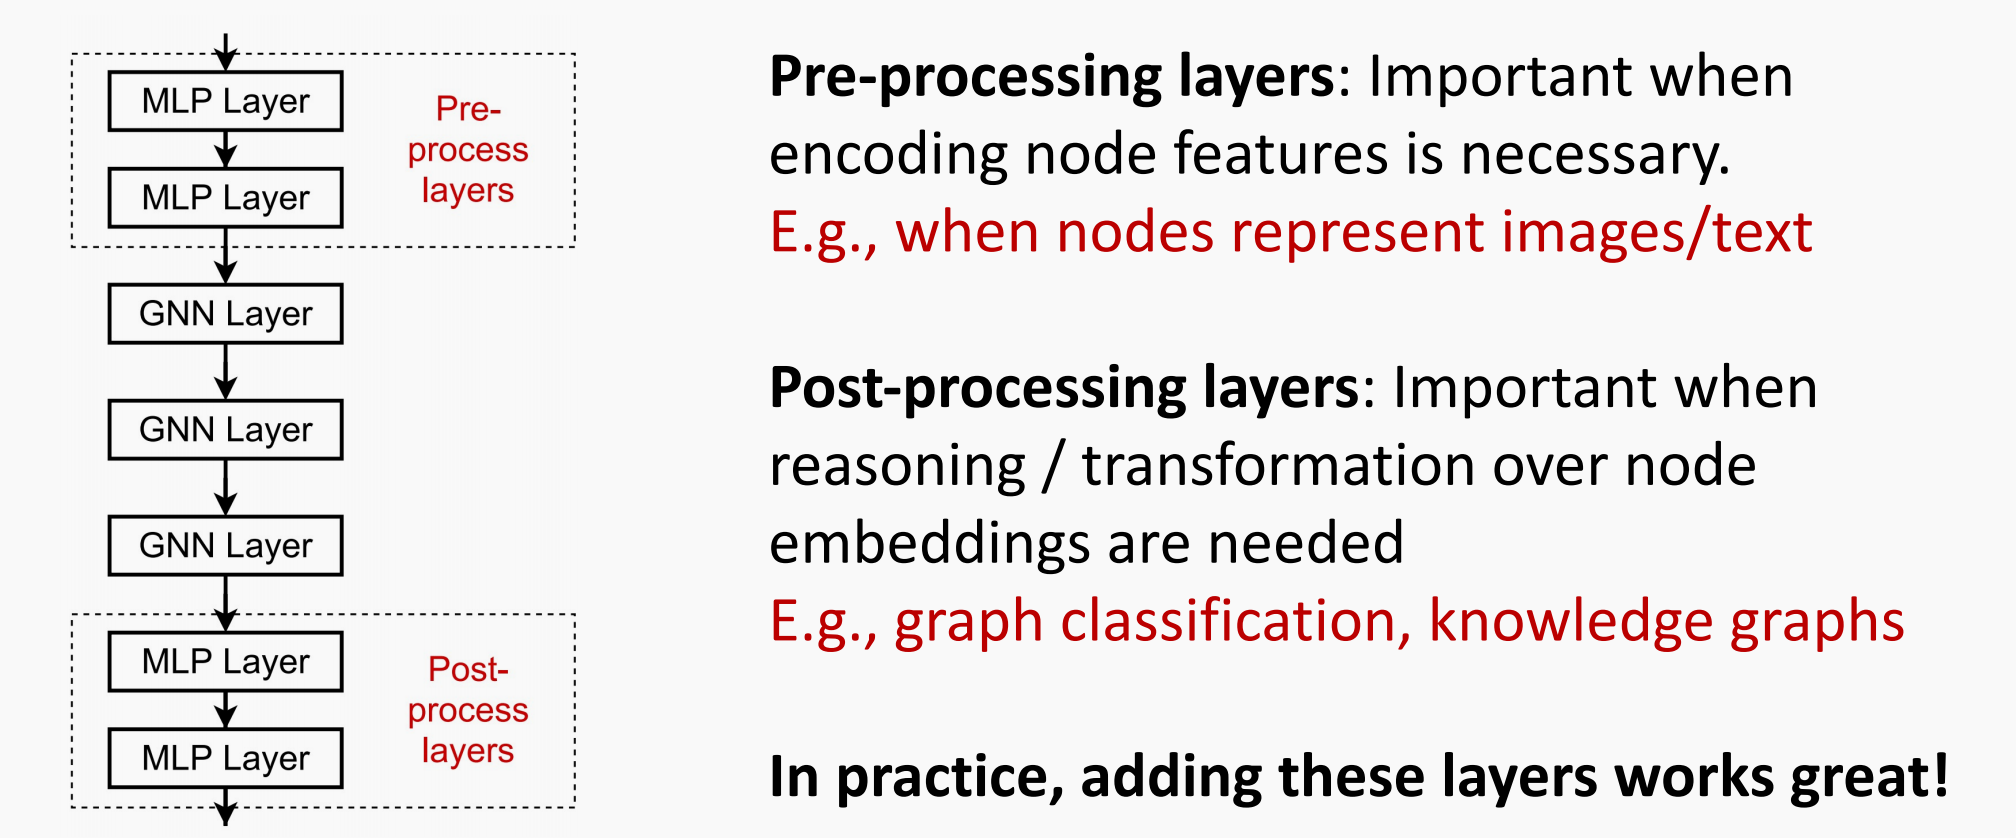 MLP Layer
MLP Layer
Pre-
process
layers
GNN Layer
GNN Layer
GNN Layer
MLP Layer
MLP Layer
Post-
process
layers
Pre-processing layers: Important when
encoding node features is necessary.
E.g., when nodes represent images/text
Post-processing layers: Important when
reasoning / transformation over node
embeddings are needed
E.g., graph classification, knowledge graphs
In practice, adding these layers works great!